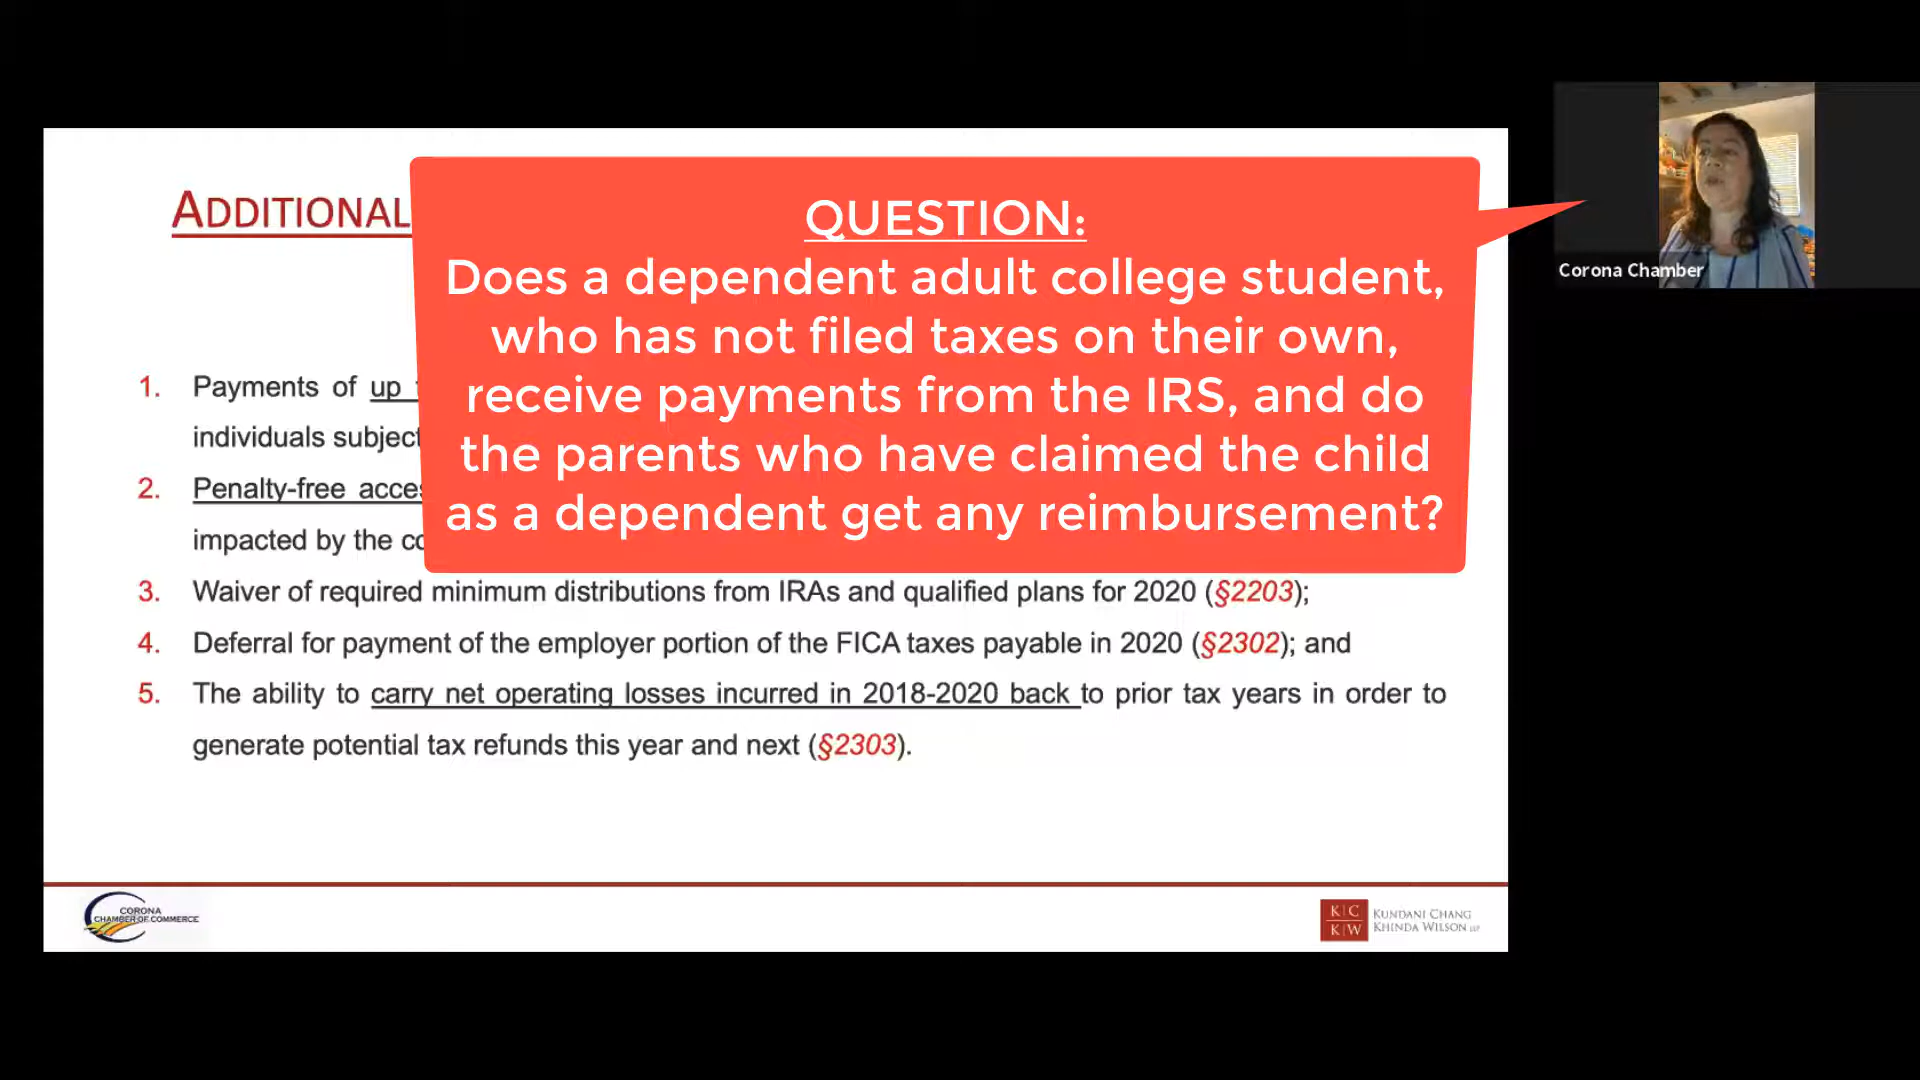 ADDITIONAL
QUESTION:
Does a dependent adult college student,
who has not filed taxes on their own,
receive payments from the IRS, and do
the parents who have claimed the child
as a dependent get any reimbursement?
Corona Chamber
1. Payments of up
individuals subject
2. Penalty-free acces
impacted by the co
3. Waiver of required minimum distributions from IRAs and qualified plans for 2020 (§2203);
4. Deferral for payment of the employer portion of the FICA taxes payable in 2020 (§2302); and
5. The ability to carry net operating losses incurred in 2018-2020 back to prior tax years in order to
generate potential tax refunds this year and next (§2303).
CORONA
CHAMBER OF COMMERCE
K|C
K|W
KUNDANI CHANG
KHINDA WILSON LLP